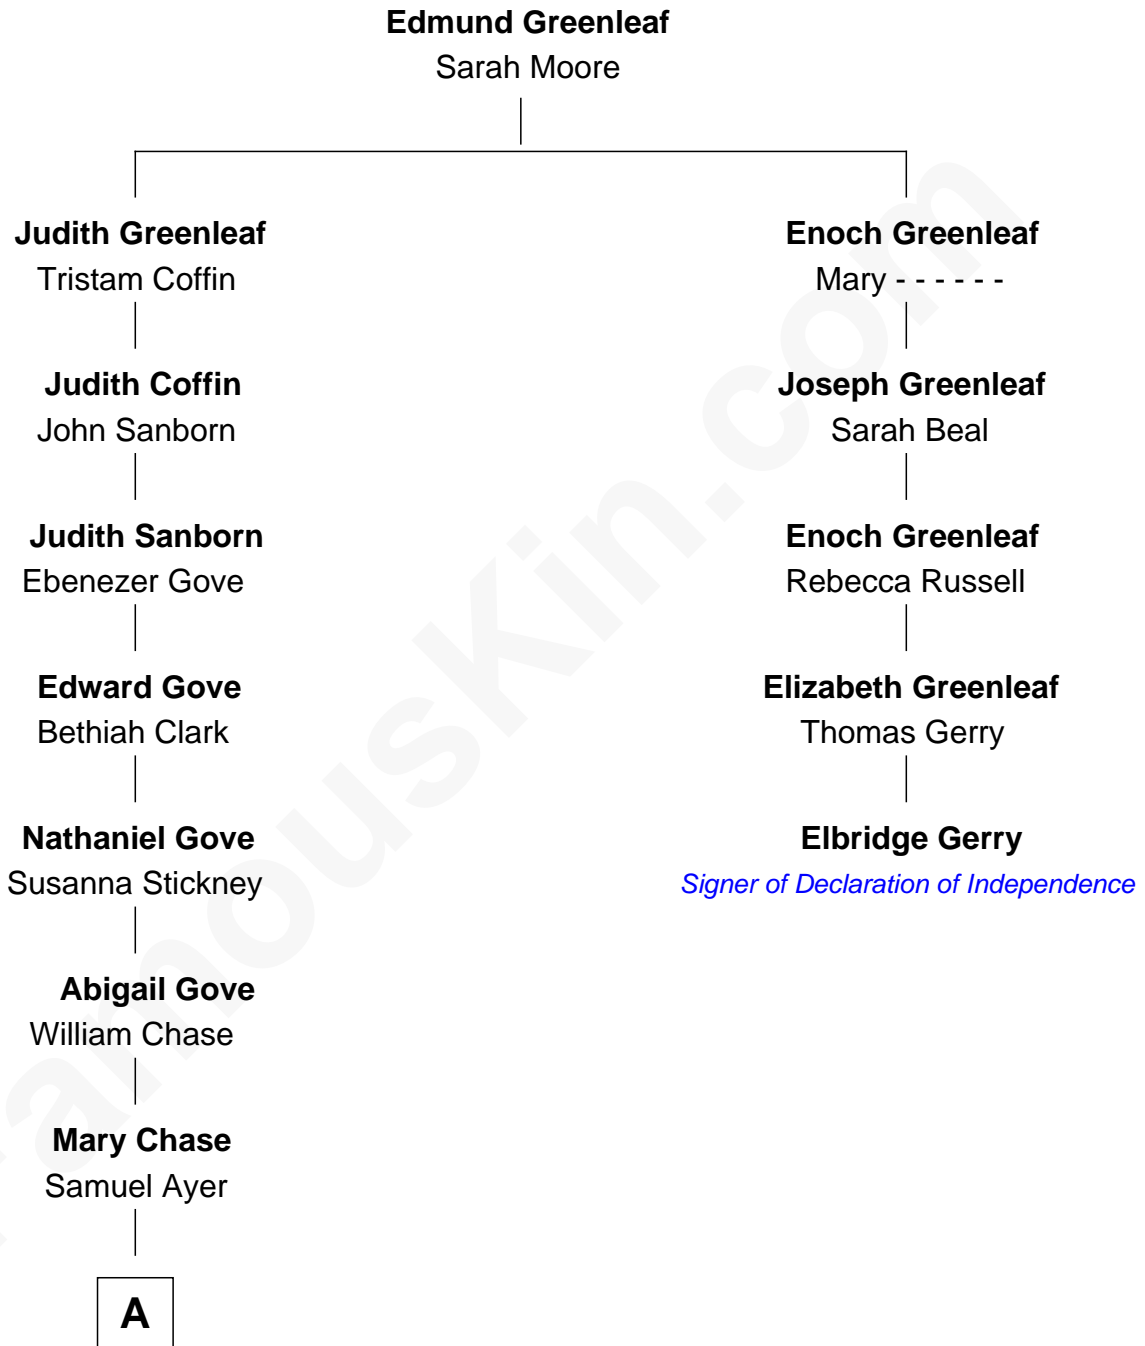 Edmund Greenleaf
Sarah Moore
Judith Greenleaf
Tristam Coffin
Enoch Greenleaf
Mary - - - - - -
Judith Coffin
John Sanborn
Joseph Greenleaf
Sarah Beal
Judith Sanborn
Ebenezer Gove
Enoch Greenleaf
Rebecca Russell
Edward Gove
Bethiah Clark
Elizabeth Greenleaf
Thomas Gerry
Nathaniel Gove
Susanna Stickney
Elbridge Gerry
Signer of Declaration of Independence
Abigail Gove
William Chase
Mary Chase
Samuel Ayer
A
FamousKin.com